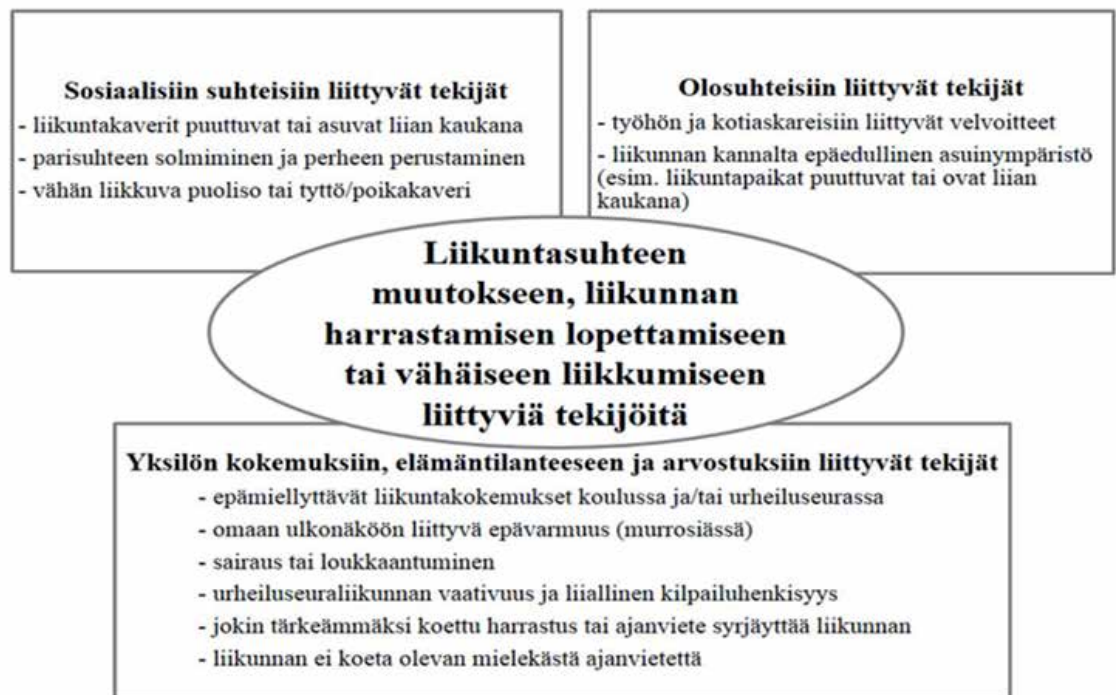 Sosiaalisiin suhteisiin liittyvät tekijät
- liikuntakaverit puuttuvat tai asuvat liian kaukana
- parisuhteen solmiminen ja perheen perustaminen
- vähän liikkuva puoliso tai tyttö/poikakaveri
Olosuhteisiin liittyvät tekijät
- työhön ja kotiaskareisiin liittyvät velvoitteet
- liikunnan kannalta epäedullinen asuinympäristö
(esim. liikuntapaikat puuttuvat tai ovat liian
kaukana)
Liikuntasuhteen
muutokseen, liikunnan
harrastamisen lopettamiseen
tai vähäiseen liikkumiseen
liittyviä tekijöitä
Yksilön kokemuksiin, elämäntilanteeseen ja arvostuksiin liittyvät tekijät
- epämiellyttävät liikuntakokemukset koulussa ja/tai urheiluseurassa
- omaan ulkonäköön liittyvä epävarmuus (murrosiässä)
- sairaus tai loukkaantuminen
- urheiluseuraliikunnan vaativuus ja liiallinen kilpailuhenkisyys
- jokin tärkeämmäksi koettu harrastus tai ajanviete syrjäyttää liikunnan
- liikunnan ei koeta olevan mielekästä ajanvietettä